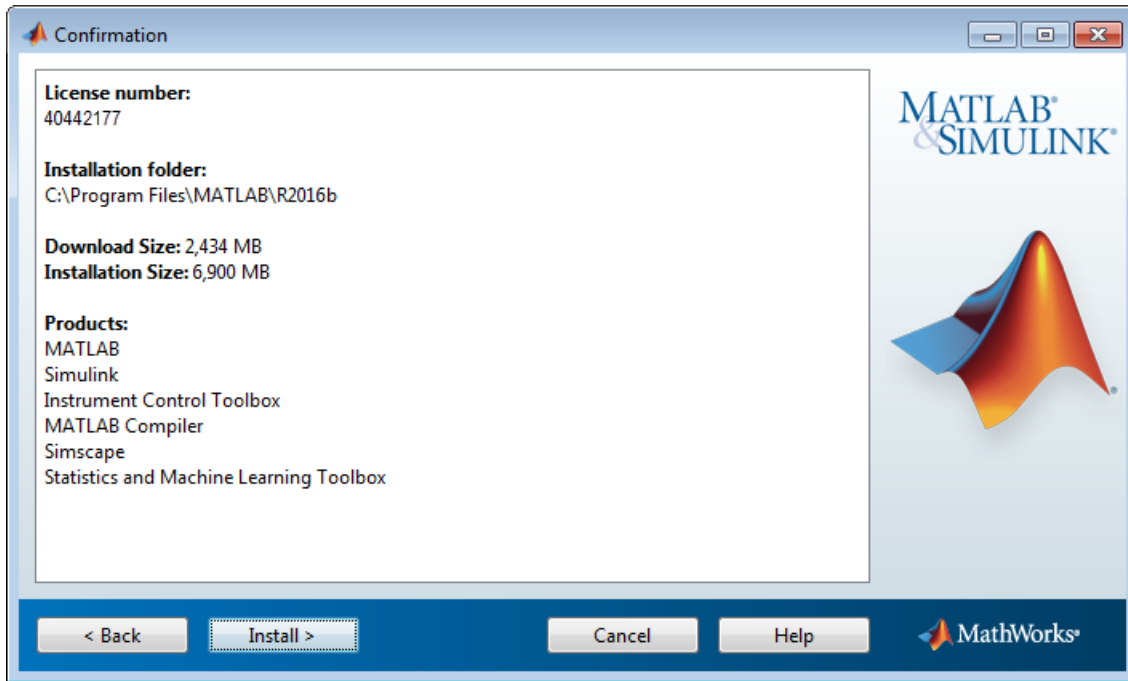 Confirmation
License number:
40442177
Installation folder:
C:\Program Files\MATLAB\R2016b
Download Size: 2,434 MB
Installation Size: 6,900 MB
Products:
MATLAB
Simulink
Instrument Control Toolbox
MATLAB Compiler
Simscape
Statistics and Machine Learning Toolbox
MATLAB®
&SIMULINK®
®
< Back
Install >
Cancel
Help
MathWorks®